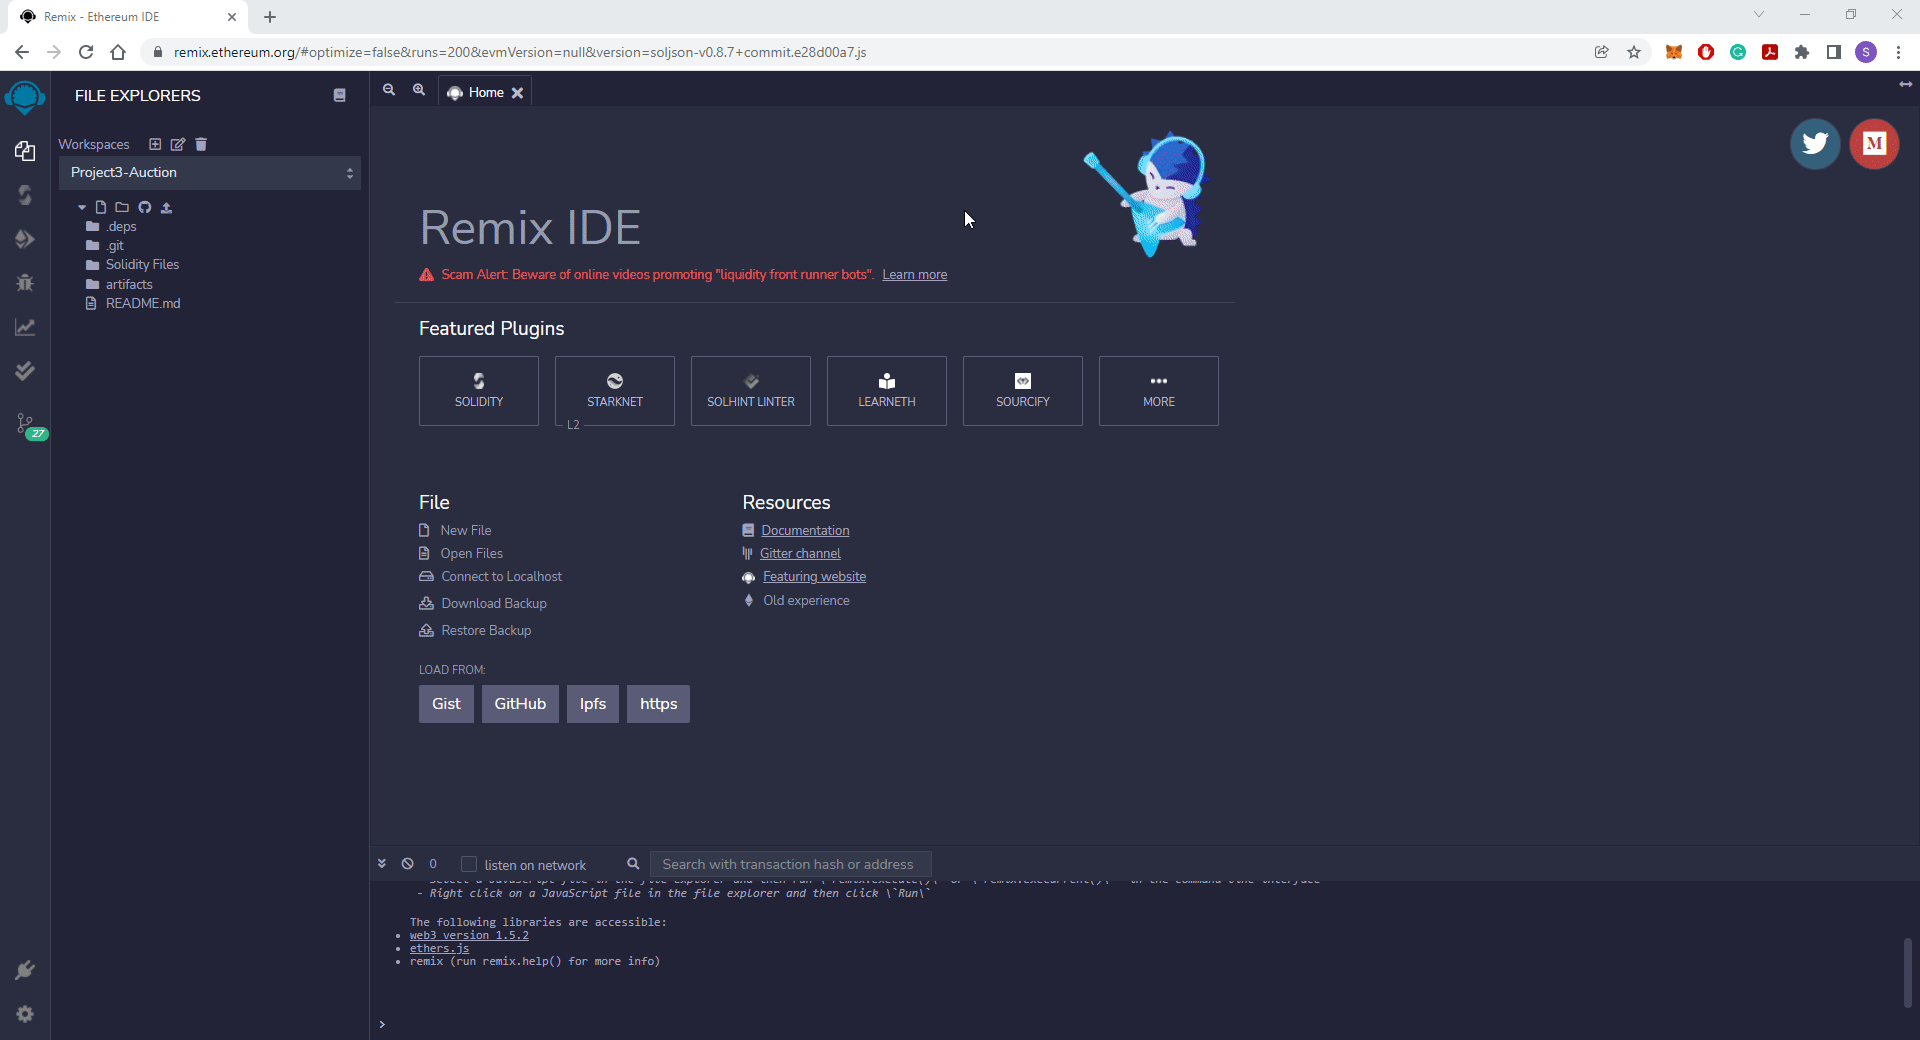 Remix - Ethereum IDE
remix.ethereum.org/#optimize=false&runs=200&evmVersion=null&version=soljson-v0.8.7+commit.e28d00a7.js
S
FILE EXPLORERS
Home
Workspaces
Project3-Auction
.deps
.git
Solidity Files
artifacts
README.md
27
M
Remix IDE
Scam Alert: Beware of online videos promoting "liquidity front runner bots". Learn more
Featured Plugins
SOLIDITY
STARKNET
L2
SOLHINT LINTER
LEARNETH
SOURCIFY
MORE
File
New File
Open Files
Connect to Localhost
Download Backup
Restore Backup
Resources
Documentation
Gitter channel
Featuring website
Old experience
LOAD FROM:
Gist
GitHub
Ipfs
https
0
listen on network
Search with transaction hash or address
- Right click on a JavaScript file in the file explorer and then click \`Run\`
The following libraries are accessible:
• web3 version 1.5.2
• ethers.js
• remix (run remix.help() for more info)
>